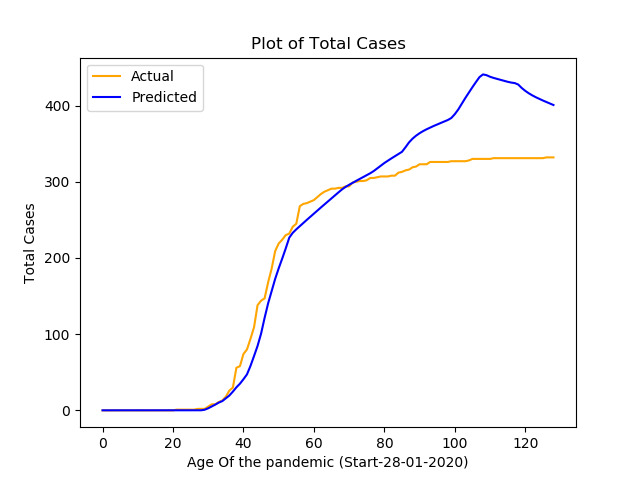 Plot of Total Cases
Actual
Predicted
400
300
200
100
0
Total Cases
0 20 40 60 80 100 120
Age Of the pandemic (Start-28-01-2020)